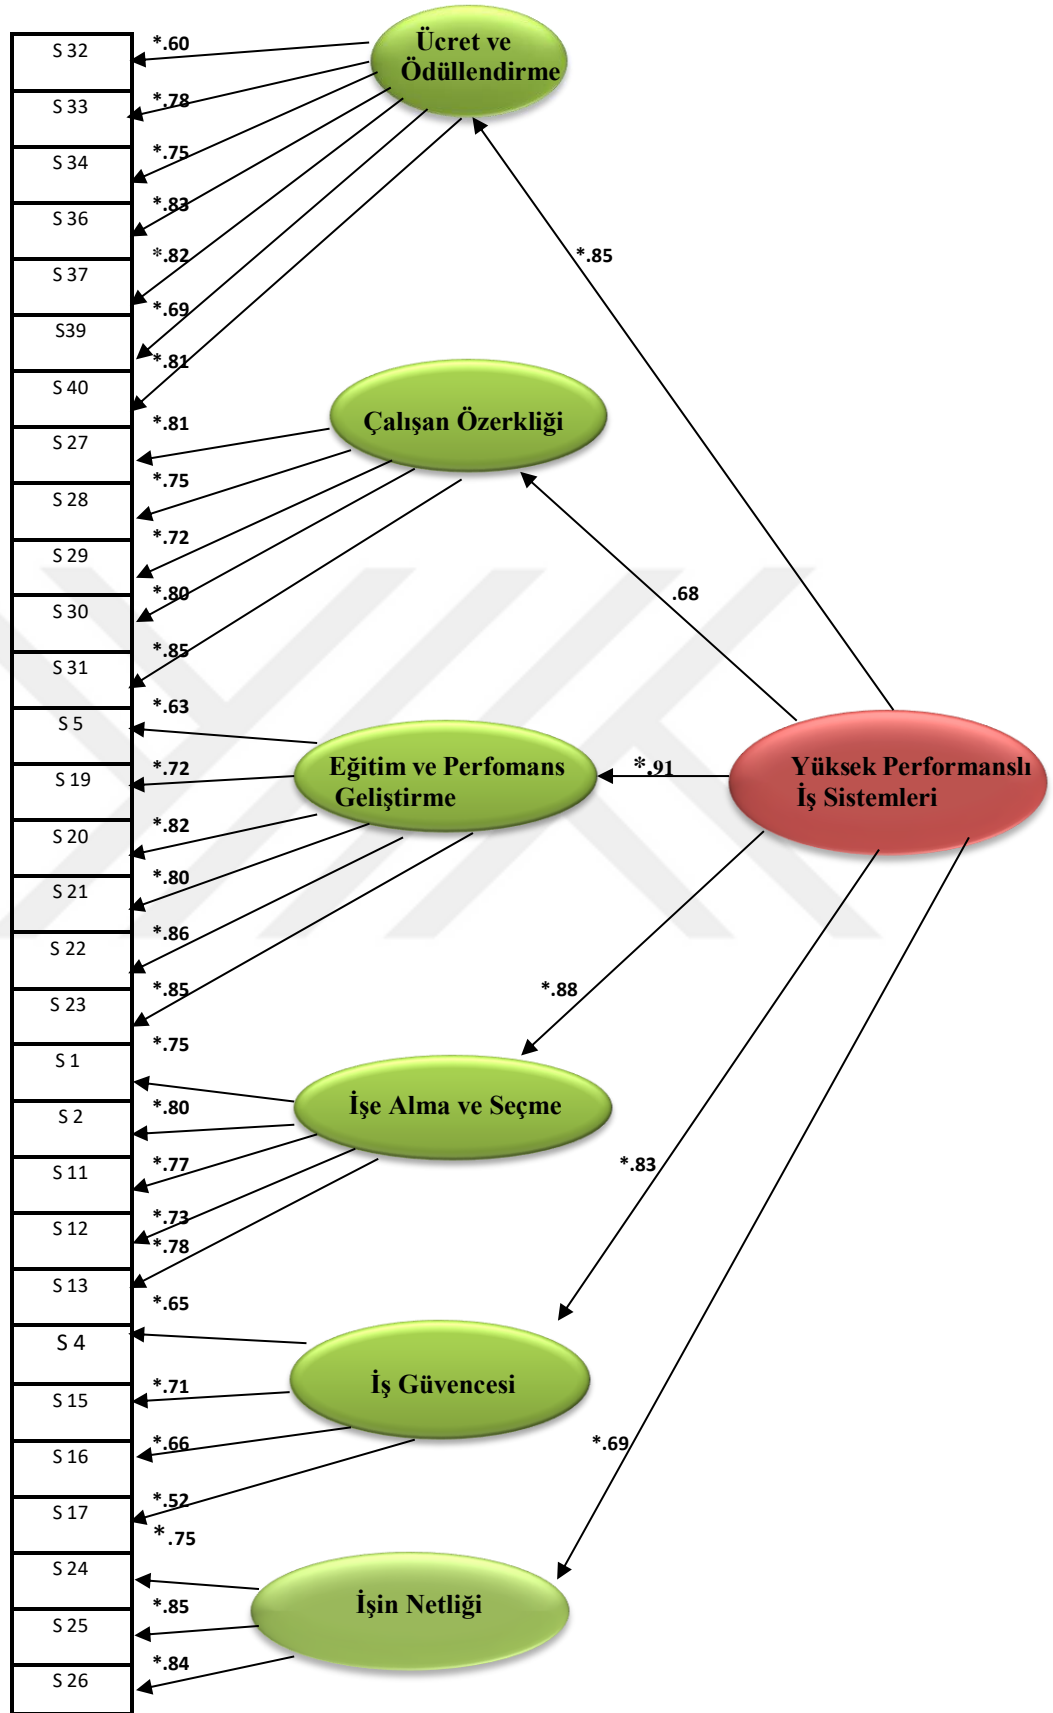 S 32
*.60
Ücret ve
Ödüllendirme
S 33
*.78
S 34
*.75
S 36
*.83
S 37
*.82
*.85
S39
*.69
S 40
*.81
S 27
*.81
Çalışan Özerkliği
S 28
*.75
S 29
*.72
S 30
*.80
.68
S 31
*.85
S 5
*.63
S 19
*.72
Eğitim ve Perfomans
Geliştirme
*.91
Yüksek Performanslı
İş Sistemleri
S 20
*.82
S 21
*.80
S 22
*.86
S 23
*.85
*.88
S 1
*.75
S 2
*.80
İşe Alma ve Seçme
S 11
*.77
*.83
S 12
*.73
*.78
S 13
*.65
S 4
S 15
*.71
İş Güvencesi
S 16
*.66
*.69
S 17
*.52
*.75
S 24
*.85
İşin Netliği
S 25
*.84
S 26